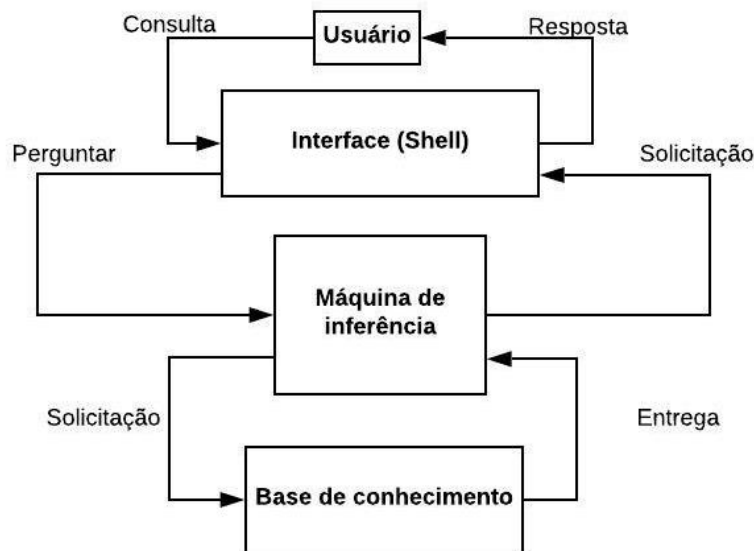 Consulta
Usuário
Resposta
Interface (Shell)
Perguntar
Solicitação
Máquina de
inferência
Solicitação
Entrega
Base de conhecimento